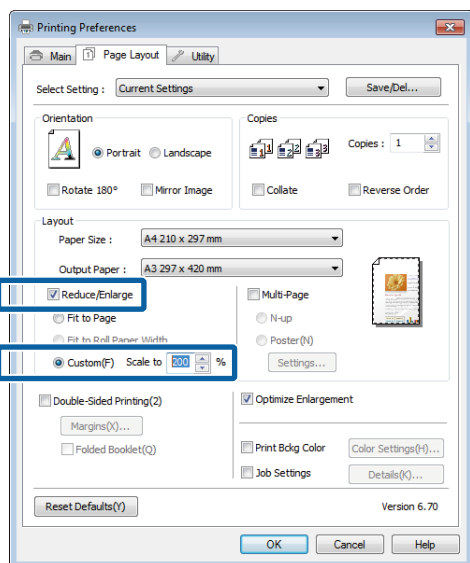 Printing Preferences
Main Page Layout Utility
Select Setting : Current Settings Save/Del...
Orientation Copies
Portrait Landscape Copies : 1
Rotate 180° Mirror Image Collate Reverse Order
Layout
Paper Size : A4 210 x 297 mm
Output Paper : A3 297 x 420 mm
Reduce/Enlarge Multi-Page
Fit to Page N-up
Fit to Roll Paper Width Poster(N)
Custom(F) Scale to 200 % Settings...
Double-Sided Printing(2) Optimize Enlargement
Margins(X)...
Folded Booklet(Q) Print Bckg Color Color Settings(H)...
Job Settings Details(K)...
Reset Defaults(Y) Version 6.70
OK Cancel Help